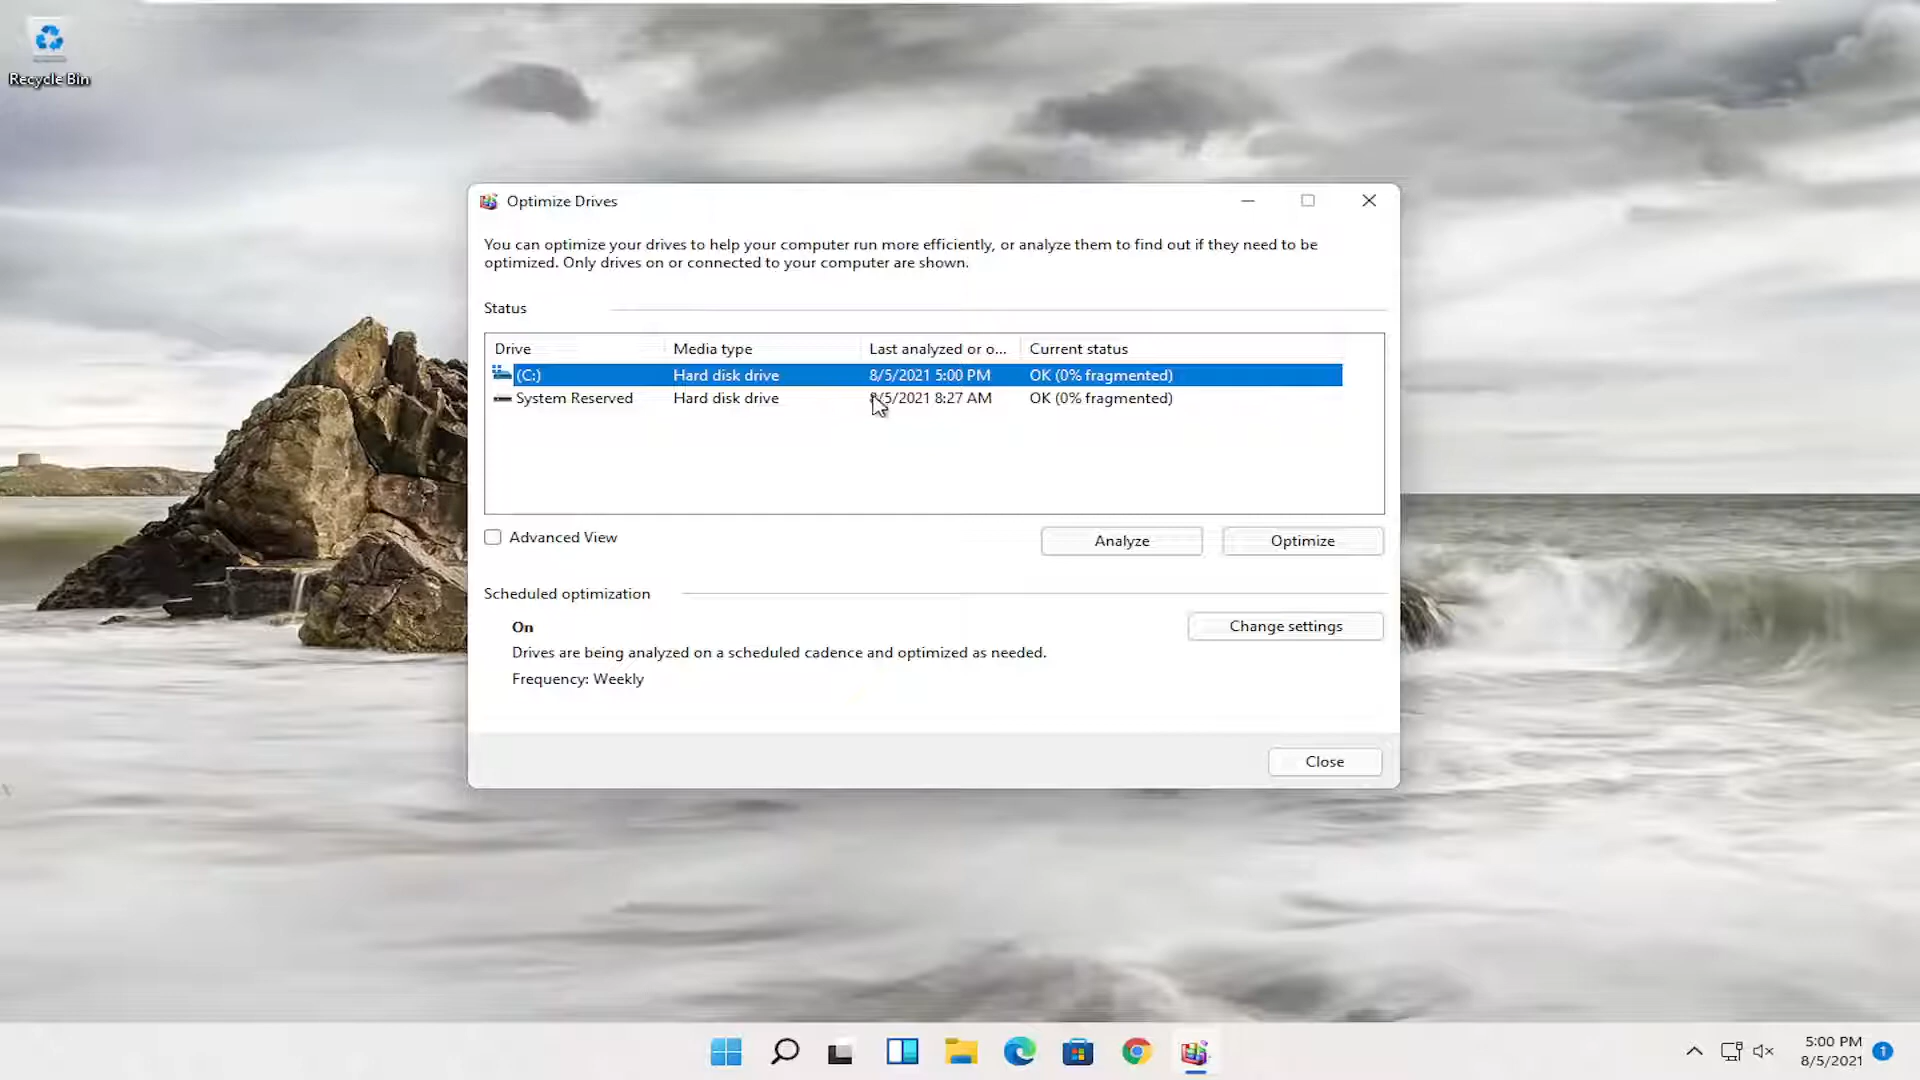 Recycle Bin
Optimize Drives
You can optimize your drives to help your computer run more efficiently, or analyze them to find out if they need to be
optimized. Only drives on or connected to your computer are shown.
Status
Drive Media type Last analyzed or o... Current status
(C:) Hard disk drive 8/5/2021 5:00 PM OK (0% fragmented)
System Reserved Hard disk drive 8/5/2021 8:27 AM OK (0% fragmented)
Advanced View Analyze Optimize
Scheduled optimization
On Change settings
Drives are being analyzed on a scheduled cadence and optimized as needed.
Frequency: Weekly
Close
5:00 PM
8/5/2021 1